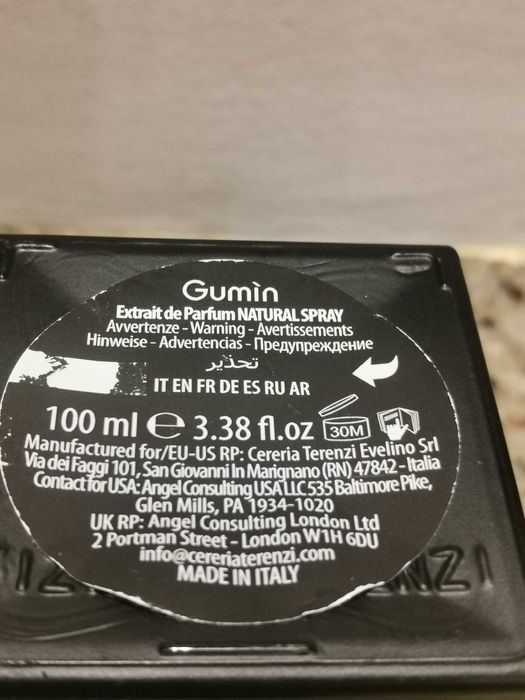 Gumìn
Extrait de Parfum NATURAL SPRAY
Avvertenze - Warning - Avertissements
Hinweise - Advertencias - Предупреждение
تحذير
IT EN FR DE ES RU AR
100 ml ℮ 3.38 fl.oz 30M
Manufactured for/EU-US RP: Cereria Terenzi Evelino Srl
Via dei Faggi 101, San Giovanni In Marignano (RN) 47842 - Italia
Contact for USA: Angel Consulting USA LLC 535 Baltimore Pike,
Glen Mills, PA 1934-1020
UK RP: Angel Consulting London Ltd
2 Portman Street - London W1H 6DU
info@cereriaterenzi.com
MADE IN ITALY